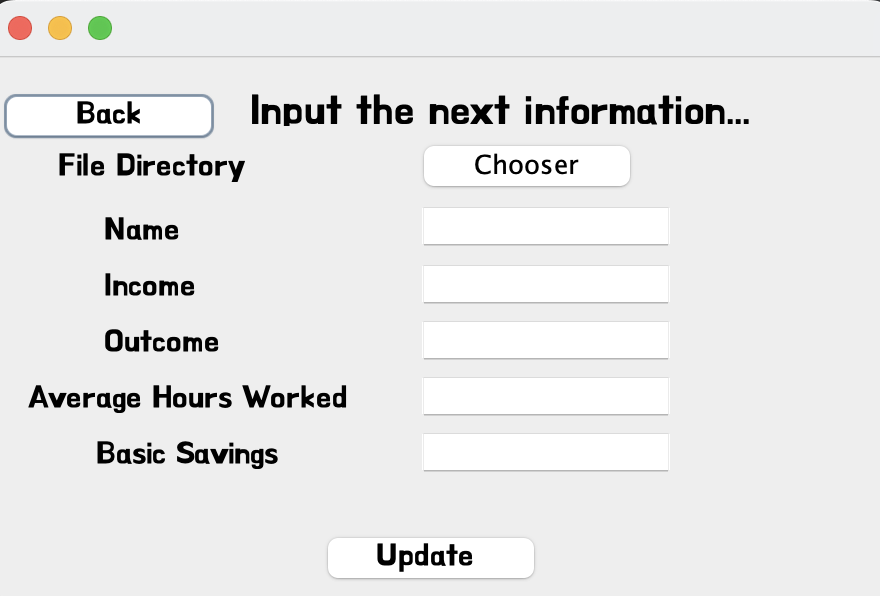 Back
Input the next information...
File Directory
Chooser
Name
Income
Outcome
Average Hours Worked
Basic Savings
Update